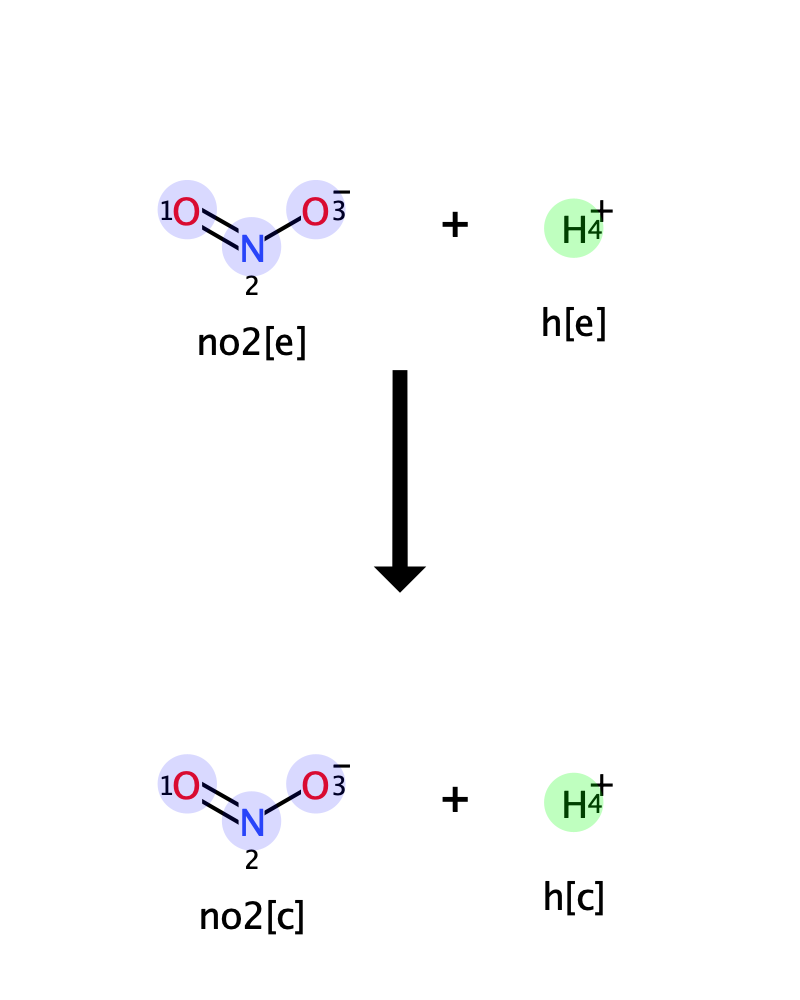 1O N 2 O3− + H4+
no2[e] h[e]
1O N 2 O3− + H4+
no2[c] h[c]